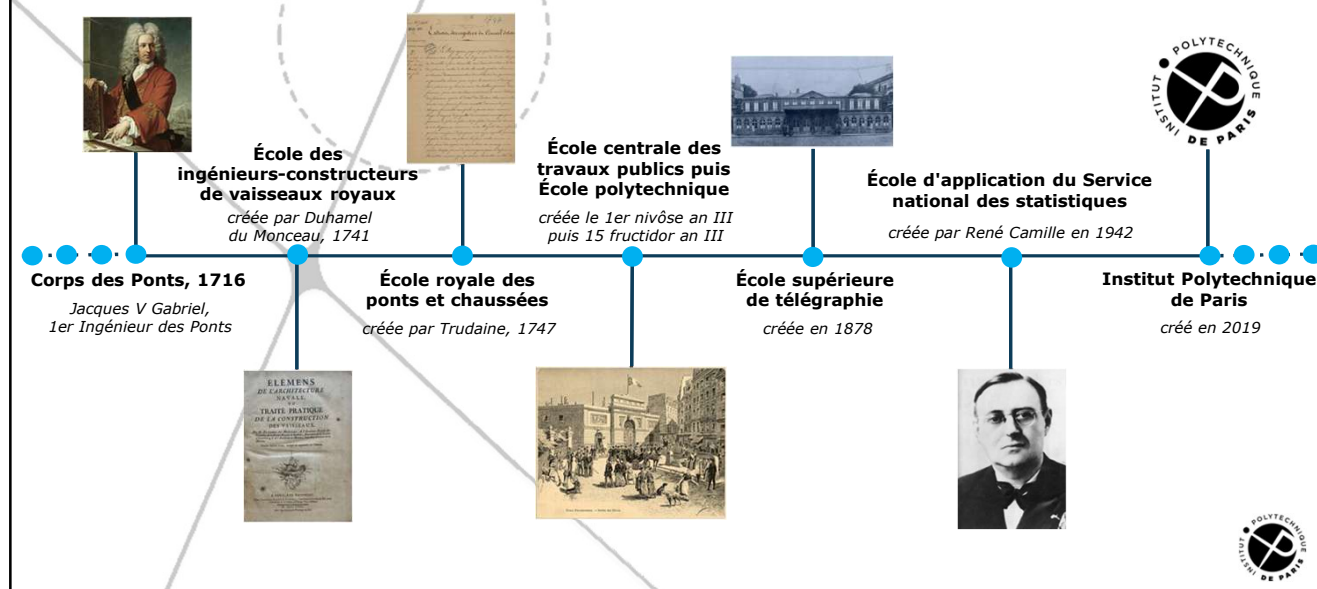 École des
ingénieurs-constructeurs
de vaisseaux royaux
créée par Duhamel
du Monceau, 1741
École centrale des
travaux publics puis
École polytechnique
créée le 1er nivôse an III
puis 15 fructidor an III
École d'application du Service
national des statistiques
créée par René Camille en 1942
INSTITUT POLYTECHNIQUE DE PARIS
Corps des Ponts, 1716
Jacques V Gabriel,
1er Ingénieur des Ponts
École royale des
ponts et chaussées
créée par Trudaine, 1747
École supérieure
de télégraphie
créée en 1878
Institut Polytechnique
de Paris
créé en 2019
ELEMENS
DE L'ARCHITECTURE
NAVALE,
OU
TRAITÉ PRATIQUE
DE LA CONSTRUCTION
DES VAISSEAUX.
INSTITUT POLYTECHNIQUE DE PARIS